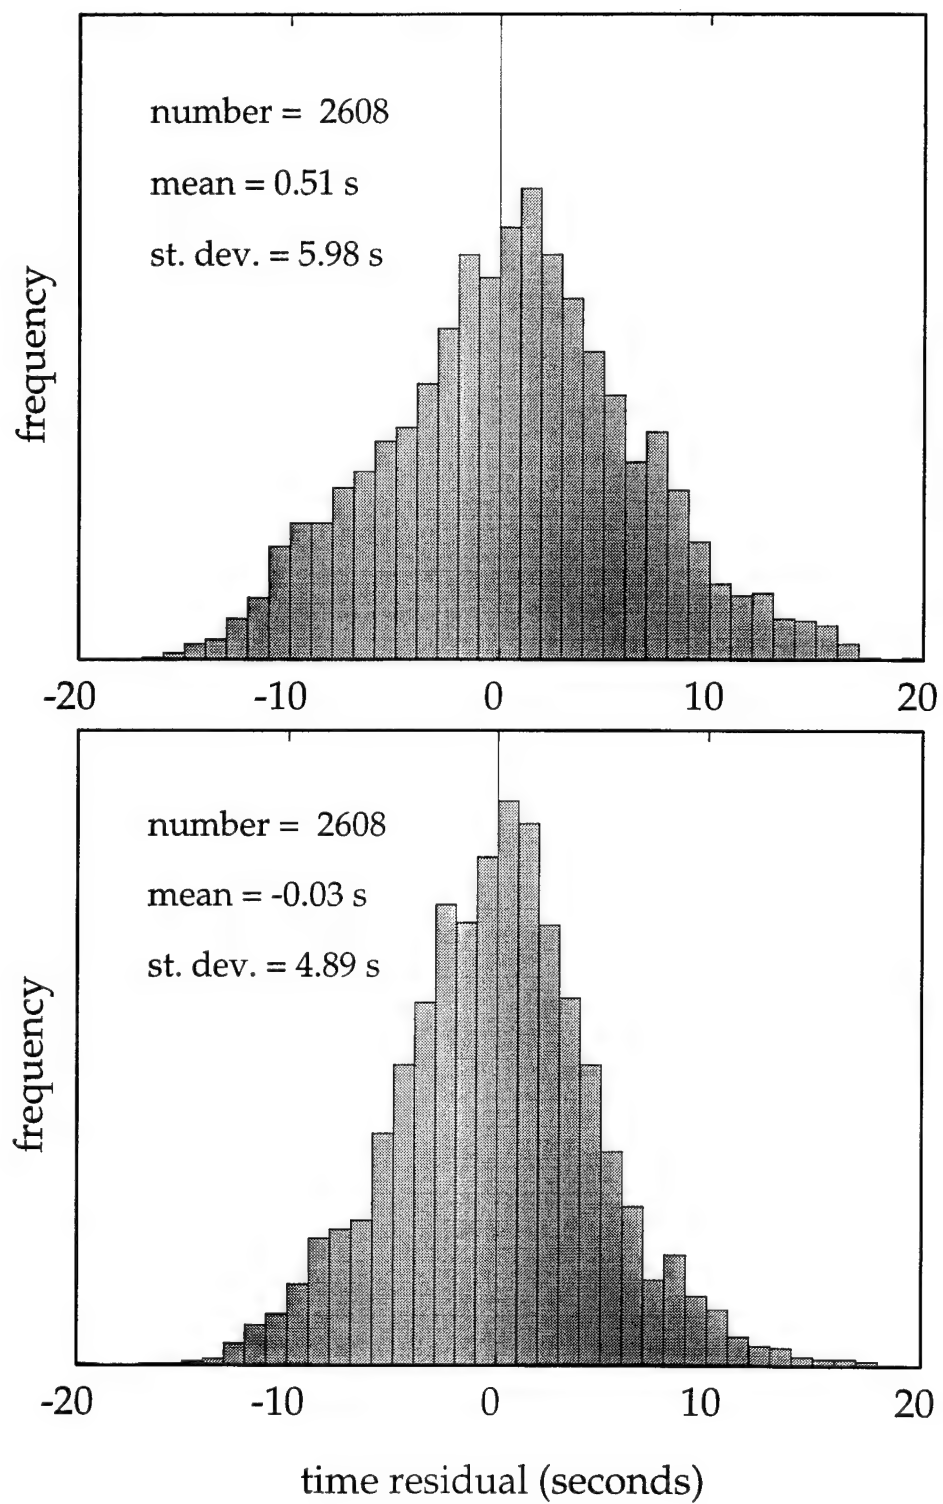 number = 2608
mean = 0.51 s
st. dev. = 5.98 s
frequency
-20 -10 0 10 20
number = 2608
mean = -0.03 s
st. dev. = 4.89 s
frequency
-20 -10 0 10 20
time residual (seconds)